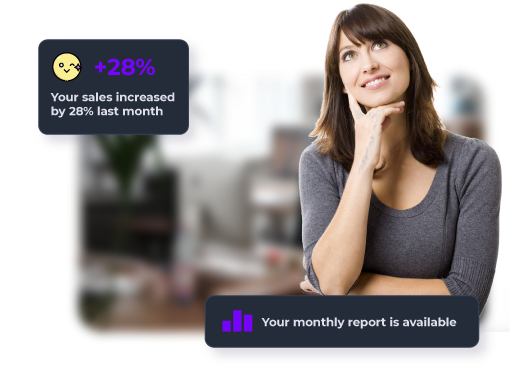 +28%
Your sales increased
by 28% last month
Your monthly report is available